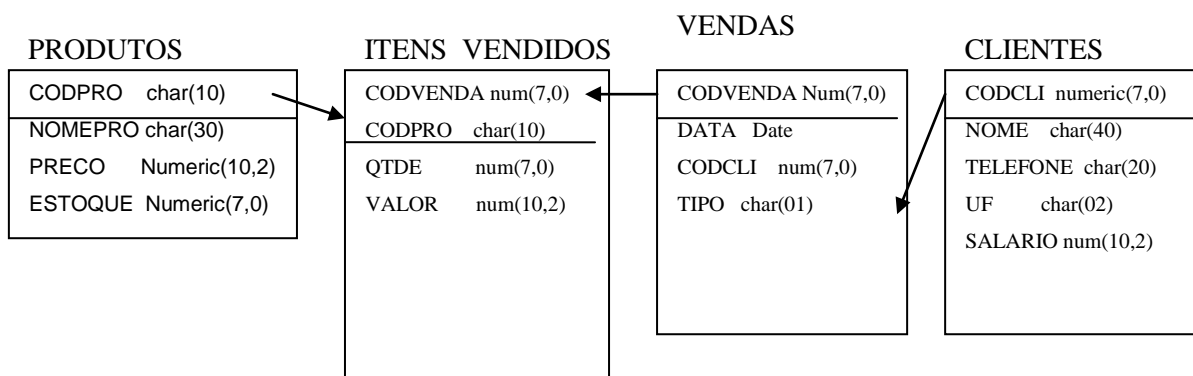 PRODUTOS
CODPRO char(10)
NOMEPRO char(30)
PRECO Numeric(10,2)
ESTOQUE Numeric(7,0)
ITENS VENDIDOS
CODVENDA num(7,0)
CODPRO char(10)
QTDE num(7,0)
VALOR num(10,2)
VENDAS
CODVENDA Num(7,0)
DATA Date
CODCLI num(7,0)
TIPO char(01)
CLIENTES
CODCLI numeric(7,0)
NOME char(40)
TELEFONE char(20)
UF char(02)
SALARIO num(10,2)